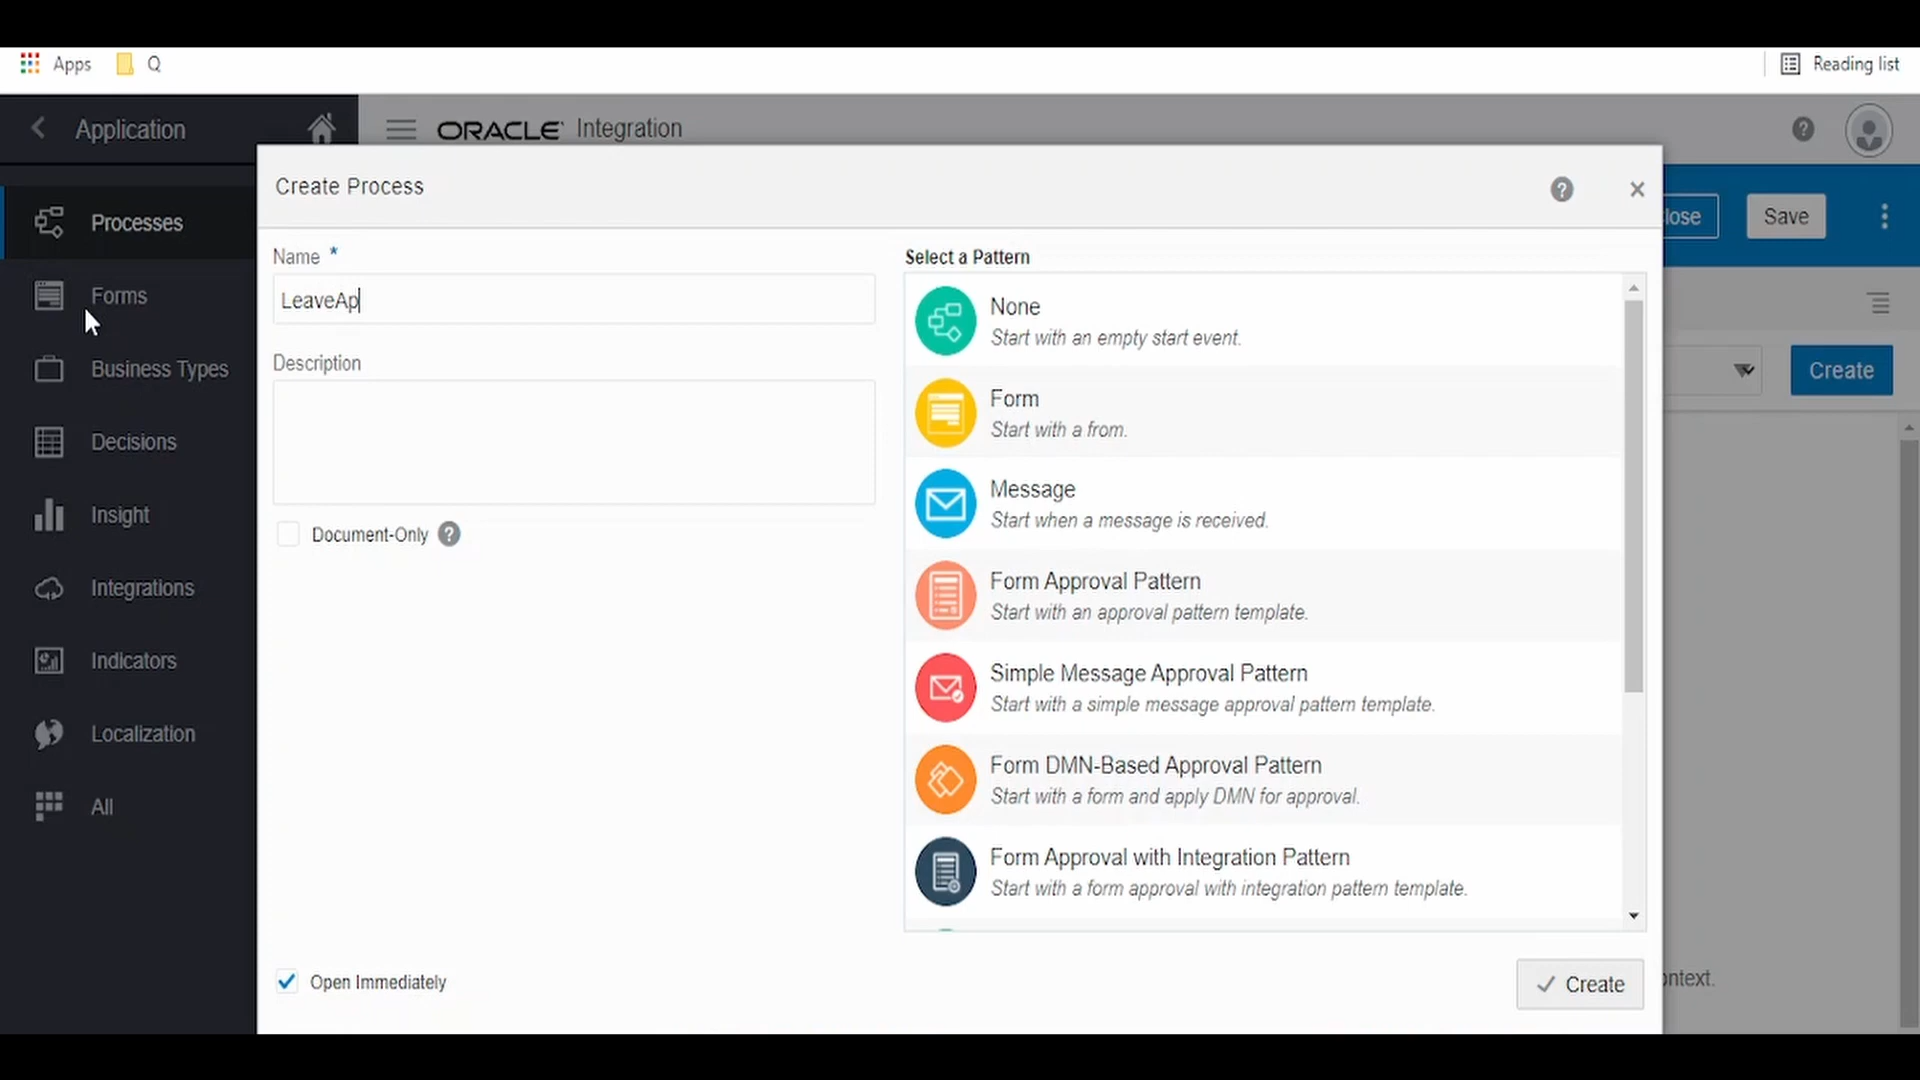 Apps Q Reading list
Application ORACLE Integration
Create Process
Processes
Forms
Business Types
Decisions
Insight
Integrations
Indicators
Localization
All
Name *
LeaveAp
Description
Document-Only ?
Open Immediately
Select a Pattern
None
Start with an empty start event.
Form
Start with a from.
Message
Start when a message is received.
Form Approval Pattern
Start with an approval pattern template.
Simple Message Approval Pattern
Start with a simple message approval pattern template.
Form DMN-Based Approval Pattern
Start with a form and apply DMN for approval.
Form Approval with Integration Pattern
Start with a form approval with integration pattern template.
Create
lose Save
Create
ontext.